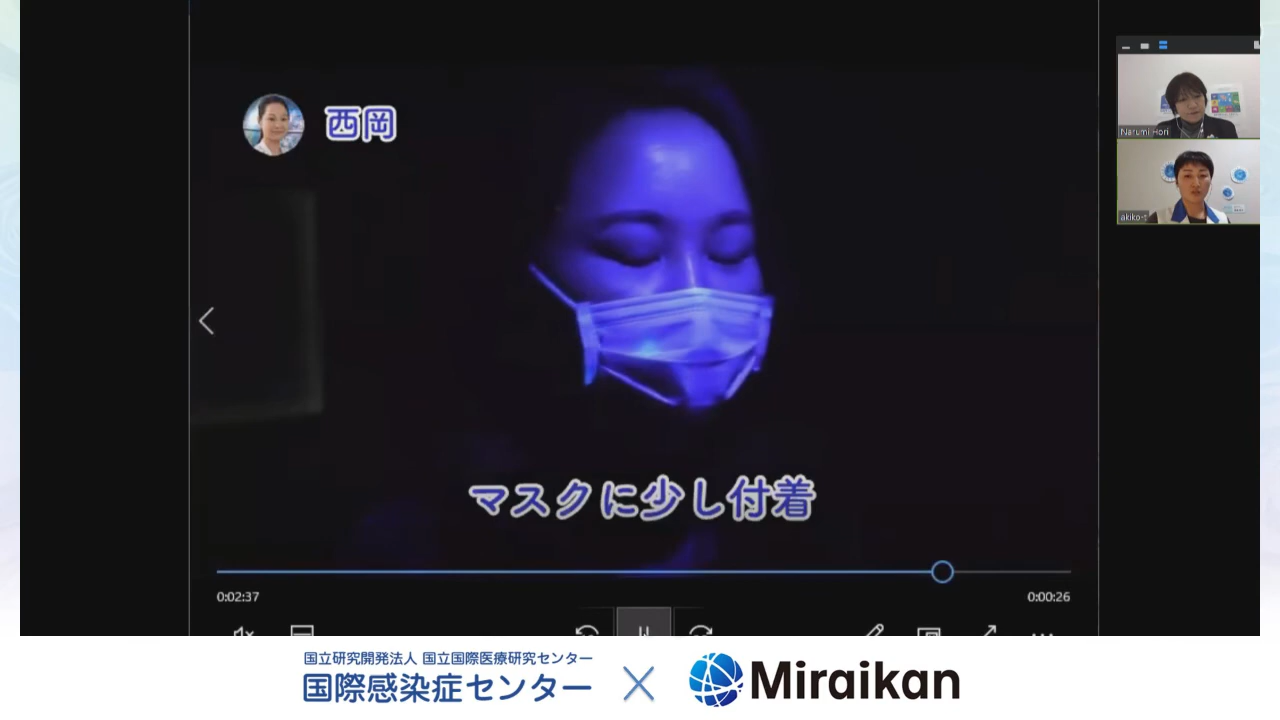 西岡
Narumi Hori
akiko-t
マスクに少し付着
0:02:37
0:00:26
国立研究開発法人 国立国際医療研究センター
国際感染症センター
Miraikan